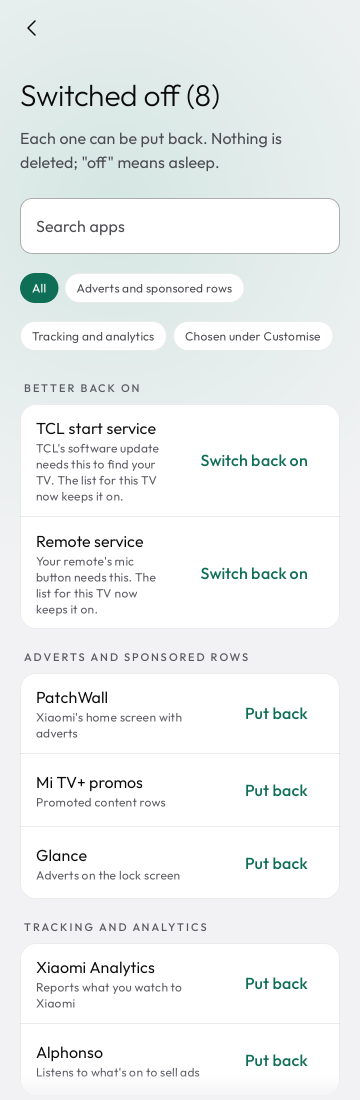 Switched off (8)
Each one can be put back. Nothing is
deleted; "off" means asleep.
Search apps
All
Adverts and sponsored rows
Tracking and analytics
Chosen under Customise
BETTER BACK ON
TCL start service
TCL's software update
needs this to find your
TV. The list for this TV
now keeps it on.
Switch back on
Remote service
Your remote's mic
button needs this. The
list for this TV now
keeps it on.
Switch back on
ADVERTS AND SPONSORED ROWS
PatchWall
Xiaomi's home screen with
adverts
Put back
Mi TV+ promos
Promoted content rows
Put back
Glance
Adverts on the lock screen
Put back
TRACKING AND ANALYTICS
Xiaomi Analytics
Reports what you watch to
Xiaomi
Put back
Alphonso
Listens to what's on to sell ads
Put back